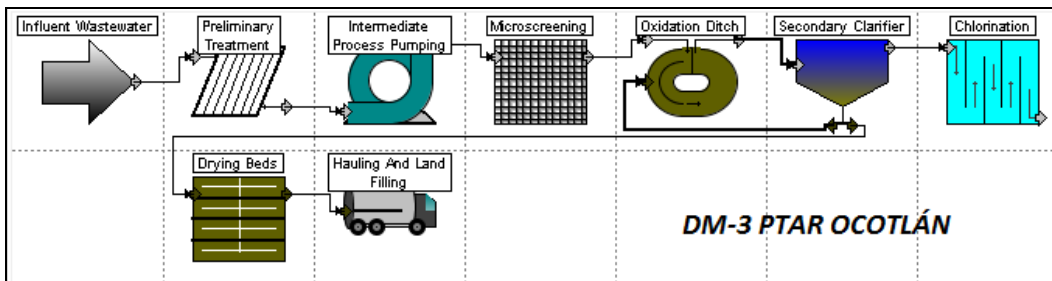 Influent Wastewater
Preliminary
Treatment
Intermediate
Process Pumping
Microscreening
Oxidation Ditch
Secondary Clarifier
Chlorination
Drying Beds
Hauling And Land
Filling
DM-3 PTAR OCOTLÁN